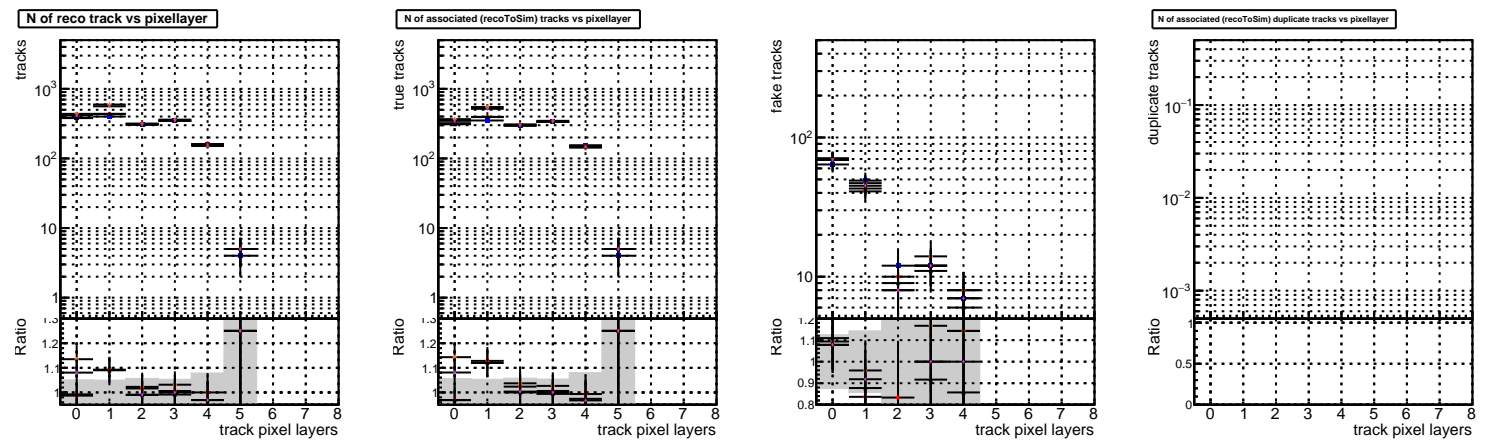 N of reco track vs pixellayer
tracks
10³
10²
10
1
Ratio
1.3
1.2
1.1
1
0 1 2 3 4 5 6 7 8
track pixel layers
N of associated (recoToSim) tracks vs pixellayer
true tracks
10³
10²
10
1
Ratio
1.3
1.2
1.1
1
0 1 2 3 4 5 6 7 8
track pixel layers
fake tracks
10²
10
Ratio
1.2
1.1
1
0.9
0.8
0 1 2 3 4 5 6 7 8
track pixel layers
N of associated (recoToSim) duplicate tracks vs pixellayer
duplicate tracks
10⁻¹
10⁻²
10⁻³
Ratio
1
0.5
0
0 1 2 3 4 5 6 7 8
track pixel layers